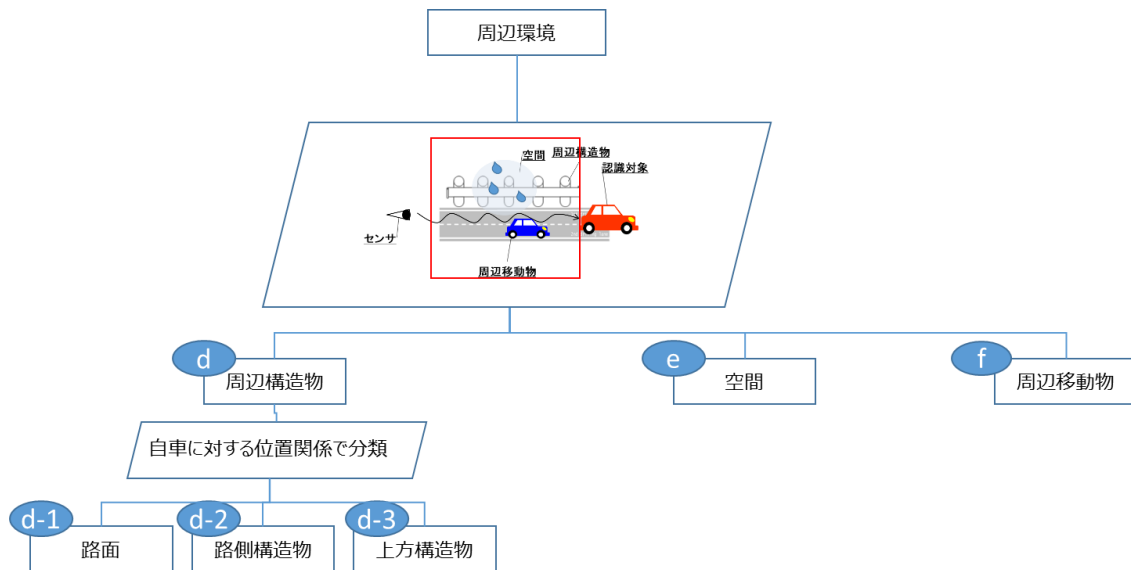 周辺環境
空間
周辺構造物
認識対象
センサ
周辺移動物
d
周辺構造物
e
空間
f
周辺移動物
自車に対する位置関係で分類
d-1
路面
d-2
路側構造物
d-3
上方構造物